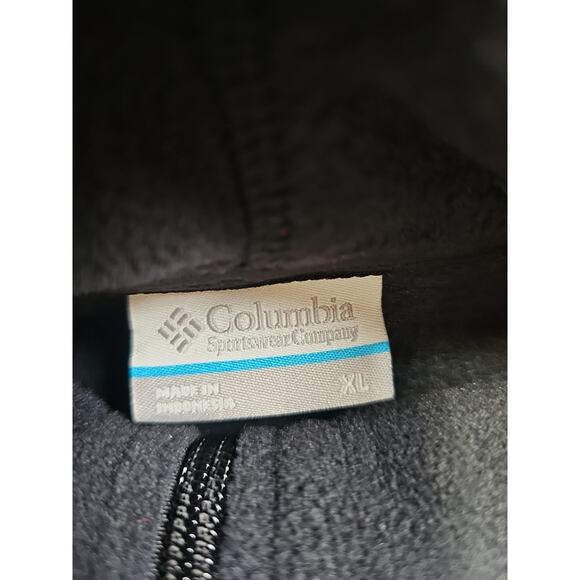 Columbia
Sportswear Company
XL
MADE IN
INDONESIA